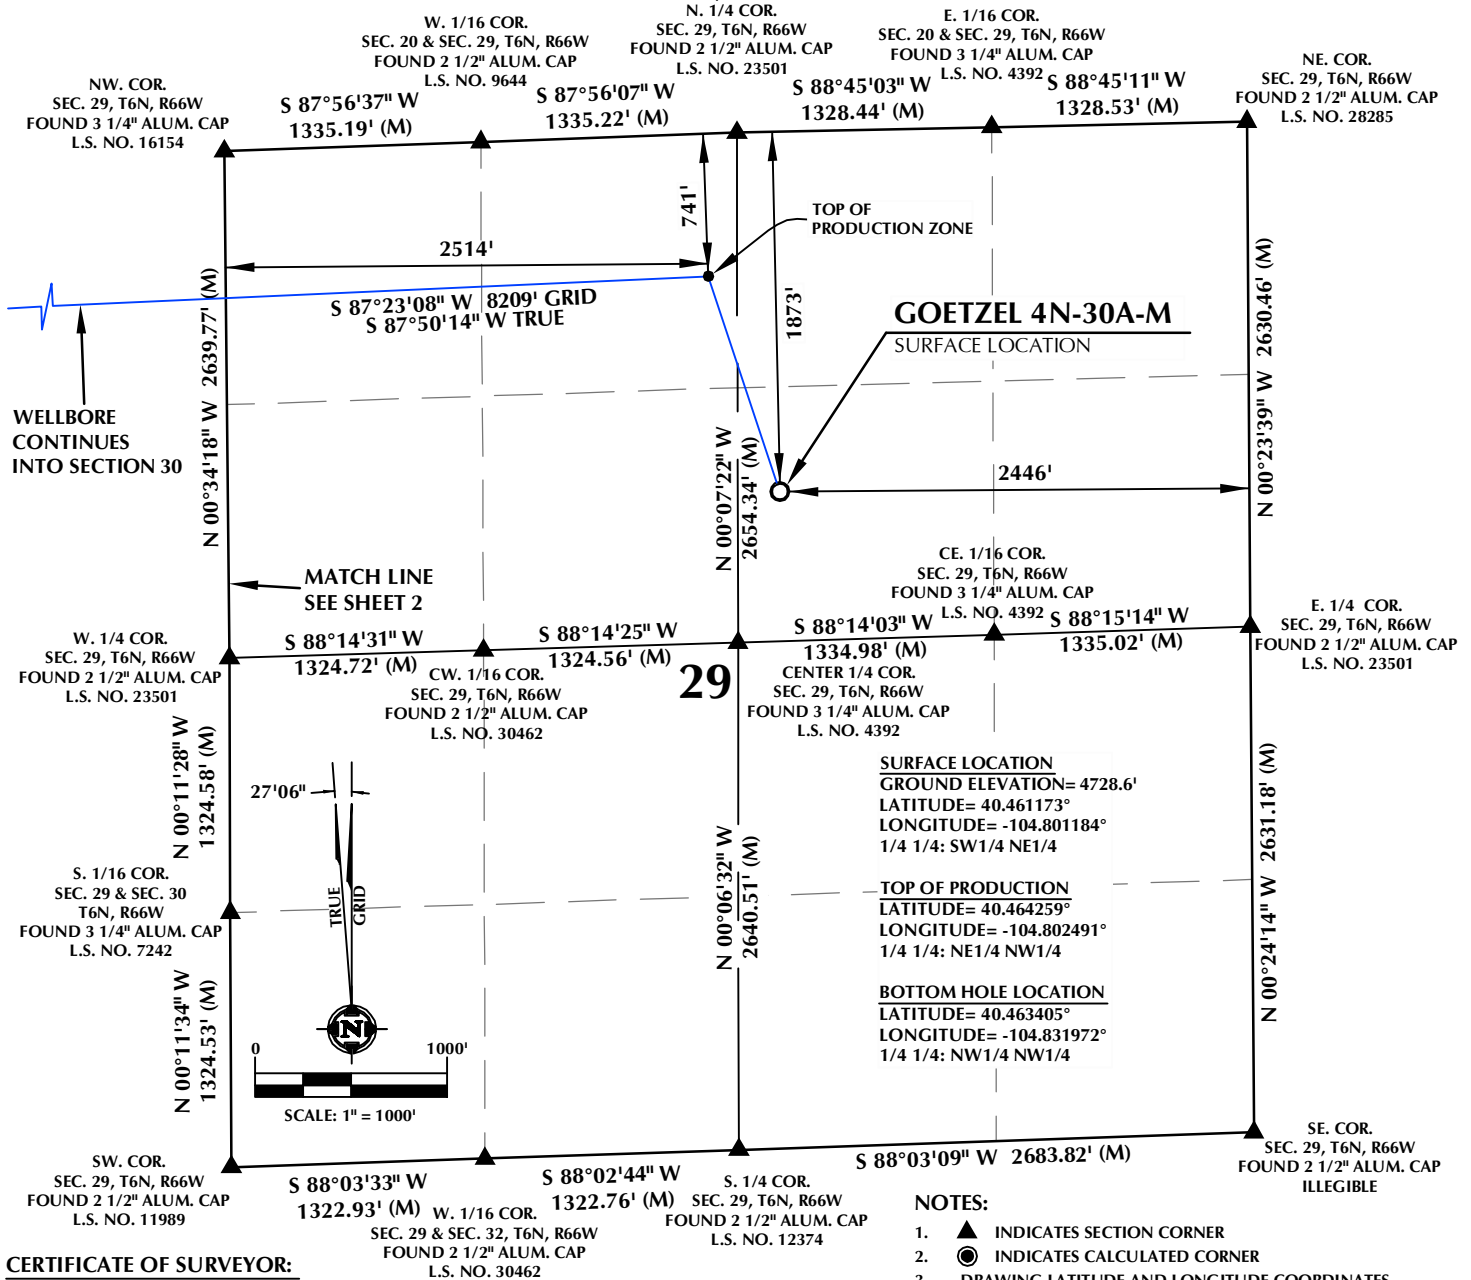 W. 1/16 COR.
SEC. 20 & SEC. 29, T6N, R66W
FOUND 2 1/2" ALUM. CAP
L.S. NO. 9644
N. 1/4 COR.
SEC. 29, T6N, R66W
FOUND 2 1/2" ALUM. CAP
L.S. NO. 23501
E. 1/16 COR.
SEC. 20 & SEC. 29, T6N, R66W
FOUND 3 1/4" ALUM. CAP
L.S. NO. 4392
NE. COR.
SEC. 29, T6N, R66W
FOUND 2 1/2" ALUM. CAP
L.S. NO. 28285
NW. COR.
SEC. 29, T6N, R66W
FOUND 3 1/4" ALUM. CAP
L.S. NO. 16154
S 87°56'37" W
1335.19' (M)
S 87°56'07" W
1335.22' (M)
S 88°45'03" W
1328.44' (M)
S 88°45'11" W
1328.53' (M)
741'
TOP OF
PRODUCTION ZONE
2514'
S 87°23'08" W 8209' GRID
S 87°50'14" W TRUE
1873'
GOETZEL 4N-30A-M
SURFACE LOCATION
N 00°34'18" W 2639.77' (M)
N 00°23'39" W 2630.46' (M)
WELLBORE
CONTINUES
INTO SECTION 30
N 00°07'22" W
2654.34' (M)
2446'
MATCH LINE
SEE SHEET 2
CE. 1/16 COR.
SEC. 29, T6N, R66W
FOUND 3 1/4" ALUM. CAP
L.S. NO. 4392
W. 1/4 COR.
SEC. 29, T6N, R66W
FOUND 2 1/2" ALUM. CAP
L.S. NO. 23501
S 88°14'31" W
1324.72' (M)
S 88°14'25" W
1324.56' (M)
S 88°14'03" W
1334.98' (M)
S 88°15'14" W
1335.02' (M)
E. 1/4 COR.
SEC. 29, T6N, R66W
FOUND 2 1/2" ALUM. CAP
L.S. NO. 23501
29
CW. 1/16 COR.
SEC. 29, T6N, R66W
FOUND 2 1/2" ALUM. CAP
L.S. NO. 30462
CENTER 1/4 COR.
SEC. 29, T6N, R66W
FOUND 3 1/4" ALUM. CAP
L.S. NO. 4392
N 00°11'28" W
1324.58' (M)
27'06"
TRUE
GRID
N
N 00°06'32" W
2640.51' (M)
SURFACE LOCATION
GROUND ELEVATION= 4728.6'
LATITUDE= 40.461173°
LONGITUDE= -104.801184°
1/4 1/4: SW1/4 NE1/4
TOP OF PRODUCTION
LATITUDE= 40.464259°
LONGITUDE= -104.802491°
1/4 1/4: NE1/4 NW1/4
BOTTOM HOLE LOCATION
LATITUDE= 40.463405°
LONGITUDE= -104.831972°
1/4 1/4: NW1/4 NW1/4
N 00°24'14" W 2631.18' (M)
S. 1/16 COR.
SEC. 29 & SEC. 30
T6N, R66W
FOUND 3 1/4" ALUM. CAP
L.S. NO. 7242
N 00°11'34" W
1324.53' (M)
0 1000'
SCALE: 1" = 1000'
SW. COR.
SEC. 29, T6N, R66W
FOUND 2 1/2" ALUM. CAP
L.S. NO. 11989
S 88°03'33" W
1322.93' (M)
W. 1/16 COR.
SEC. 29 & SEC. 32, T6N, R66W
FOUND 2 1/2" ALUM. CAP
L.S. NO. 30462
S 88°02'44" W
1322.76' (M)
S. 1/4 COR.
SEC. 29, T6N, R66W
FOUND 2 1/2" ALUM. CAP
L.S. NO. 12374
S 88°03'09" W 2683.82' (M)
SE. COR.
SEC. 29, T6N, R66W
FOUND 2 1/2" ALUM. CAP
ILLEGIBLE
NOTES:
1. INDICATES SECTION CORNER
2. INDICATES CALCULATED CORNER
3. DRAWING LATITUDE AND LONGITUDE COORDINATES
CERTIFICATE OF SURVEYOR: